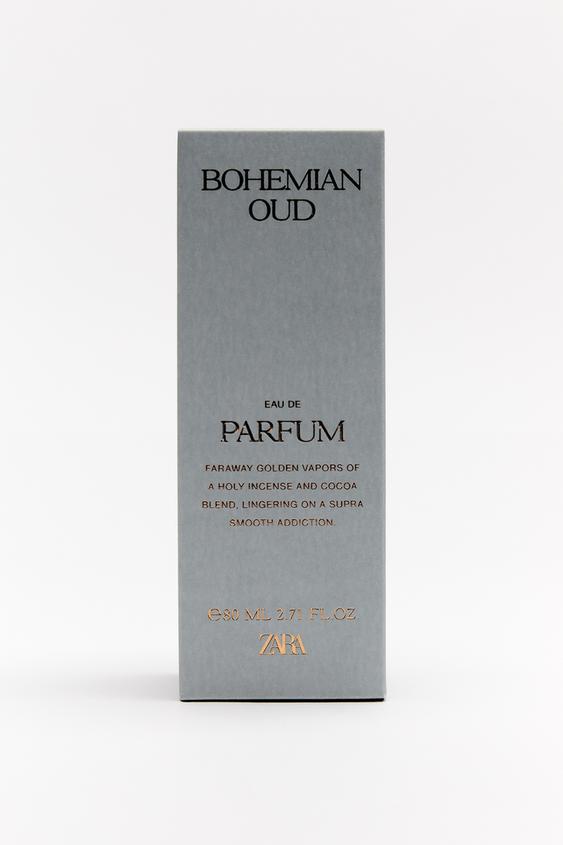 BOHEMIAN
OUD
EAU DE
PARFUM
FARAWAY GOLDEN VAPORS OF
A HOLY INCENSE AND COCOA
BLEND, LINGERING ON A SUPRA
SMOOTH ADDICTION.
℮80 ML 2.71 FL.OZ
ZARA